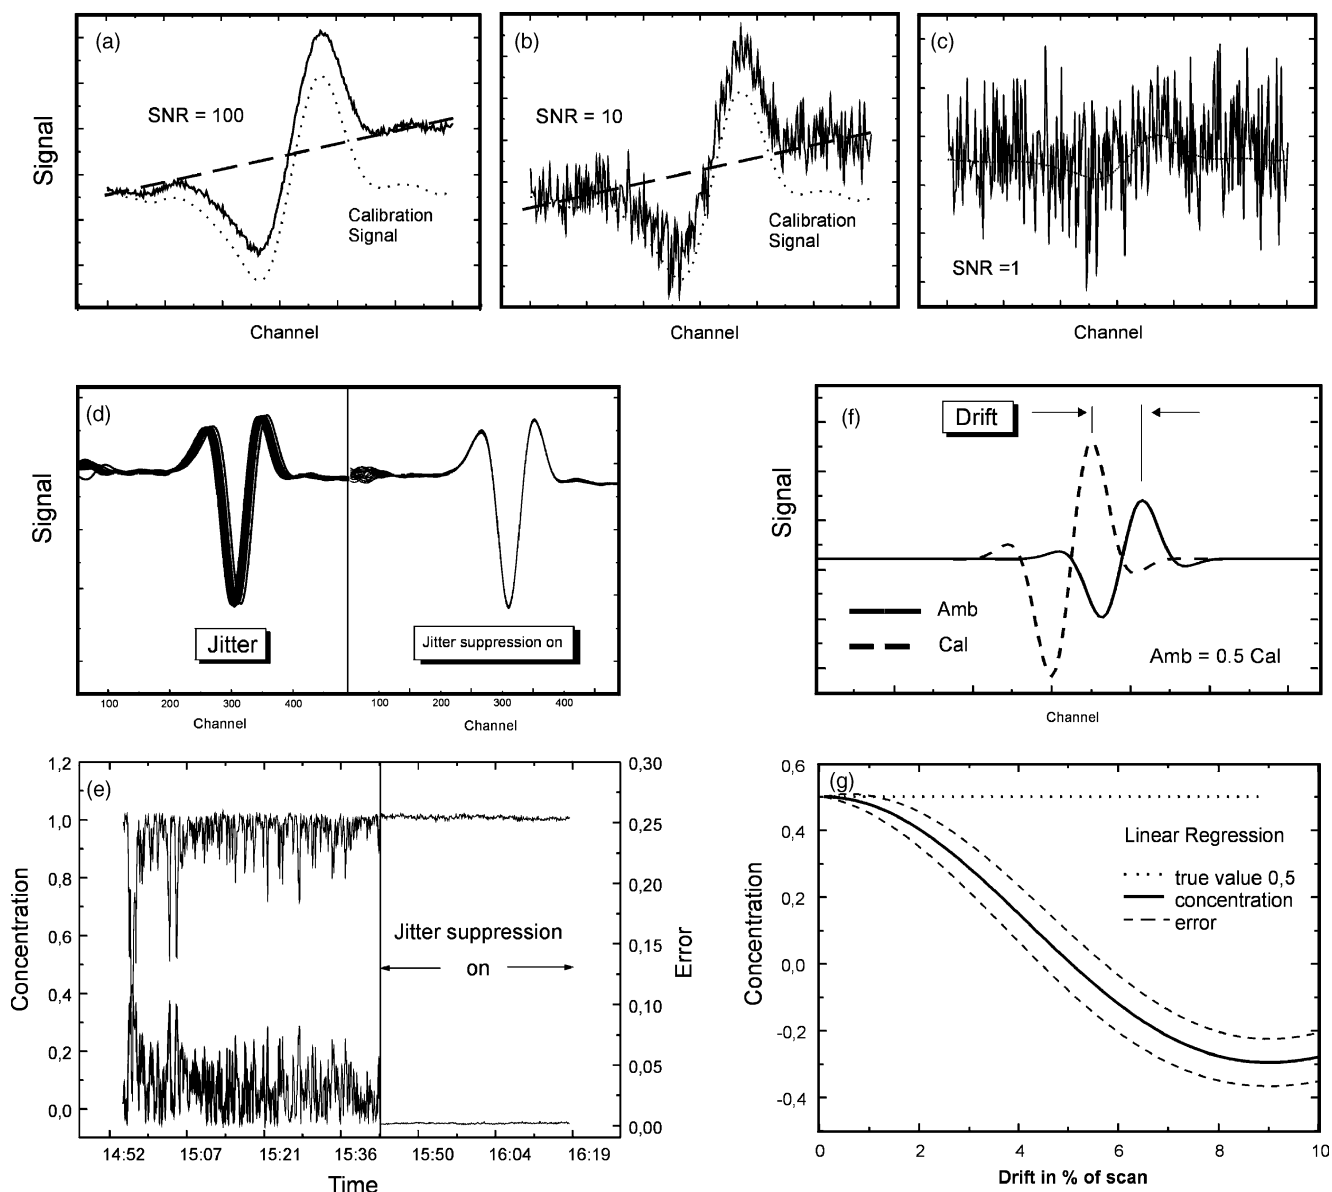 (a)
SNR = 100
Calibration
Signal
Signal
Channel
(b)
SNR = 10
Calibration
Signal
Channel
(c)
SNR =1
Channel
(d)
Signal
Jitter
Jitter suppression on
100 200 300 400 100 200 300 400
Channel Channel
(f)
Drift
Signal
Amb
Cal
Amb = 0.5 Cal
Channel
(e)
1,2
1,0
0,8
0,6
0,4
0,2
0,0
Concentration
0,30
0,25
0,20
0,15
0,10
0,05
0,00
Error
Jitter suppression
on
14:52 15:07 15:21 15:36 15:50 16:04 16:19
Time
(g)
0,6
0,4
0,2
0,0
-0,2
-0,4
Concentration
Linear Regression
true value 0,5
concentration
error
0 2 4 6 8 10
Drift in % of scan